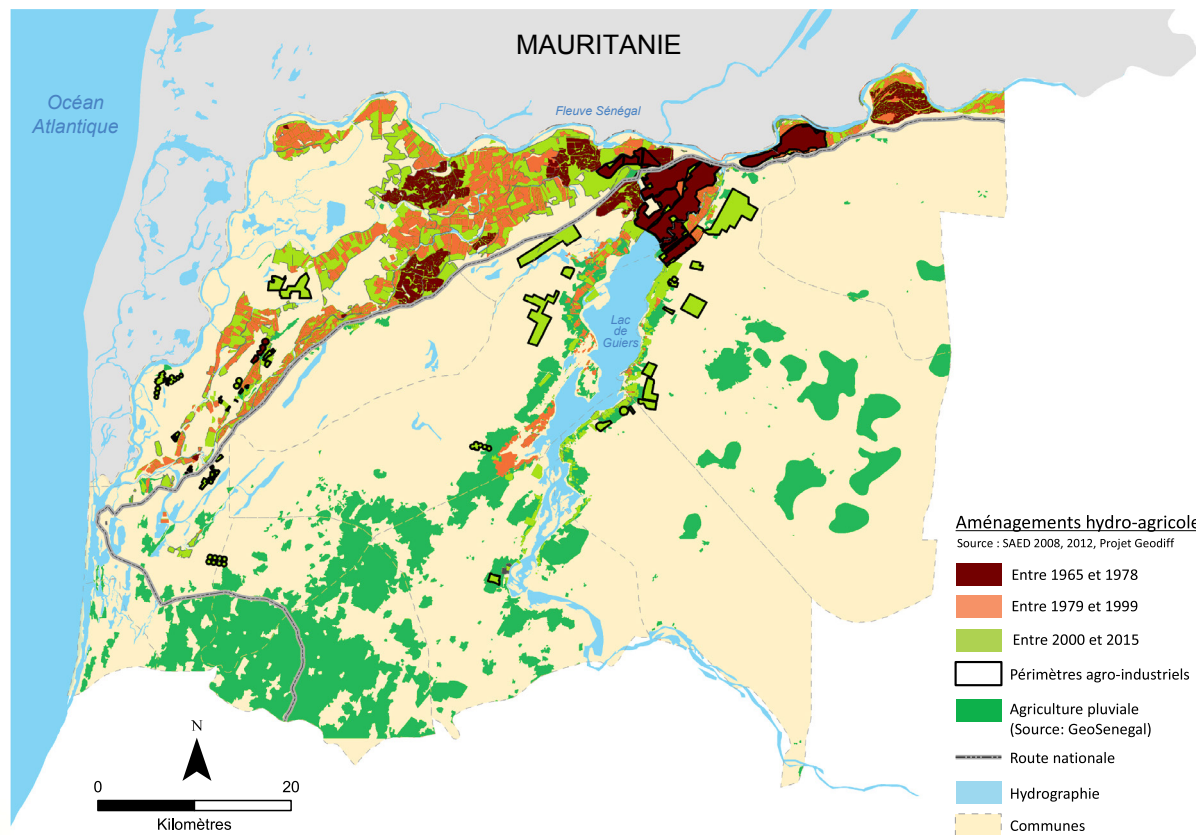 MAURITANIE
Océan
Atlantique
Fleuve Sénégal
Lac
de
Guiers
Aménagements hydro-agricole
Source : SAED 2008, 2012, Projet Geodiff
Entre 1965 et 1978
Entre 1979 et 1999
Entre 2000 et 2015
Périmètres agro-industriels
Agriculture pluviale
(Source: GeoSenegal)
Route nationale
Hydrographie
Communes
N
0 20
Kilomètres